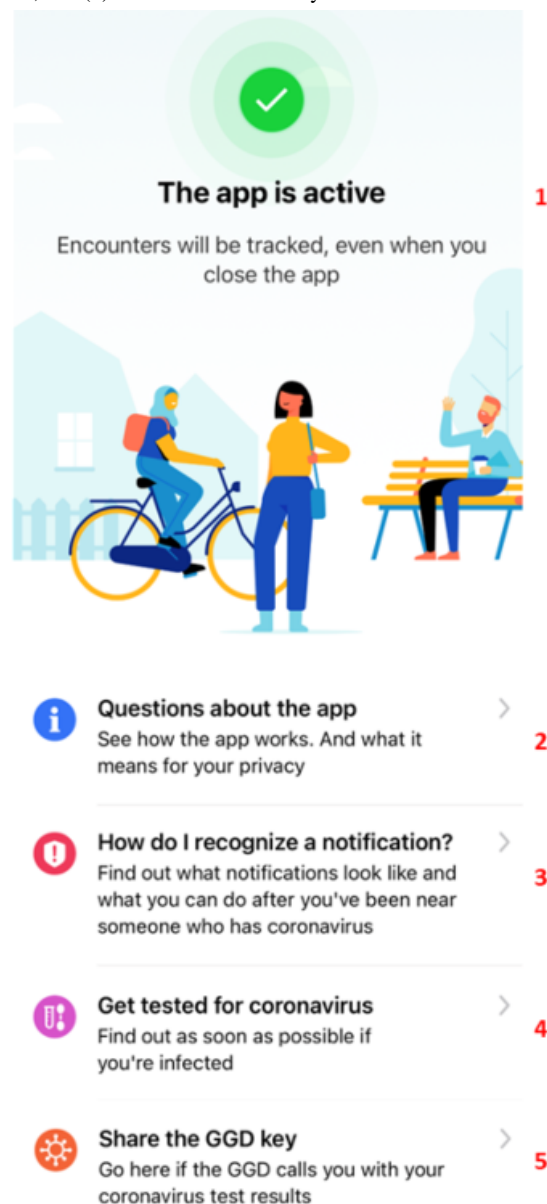 The app is active
1
Encounters will be tracked, even when you
close the app
Questions about the app
See how the app works. And what it
means for your privacy
2
How do I recognize a notification?
Find out what notifications look like and
what you can do after you've been near
someone who has coronavirus
3
Get tested for coronavirus
Find out as soon as possible if
you're infected
4
Share the GGD key
Go here if the GGD calls you with your
coronavirus test results
5